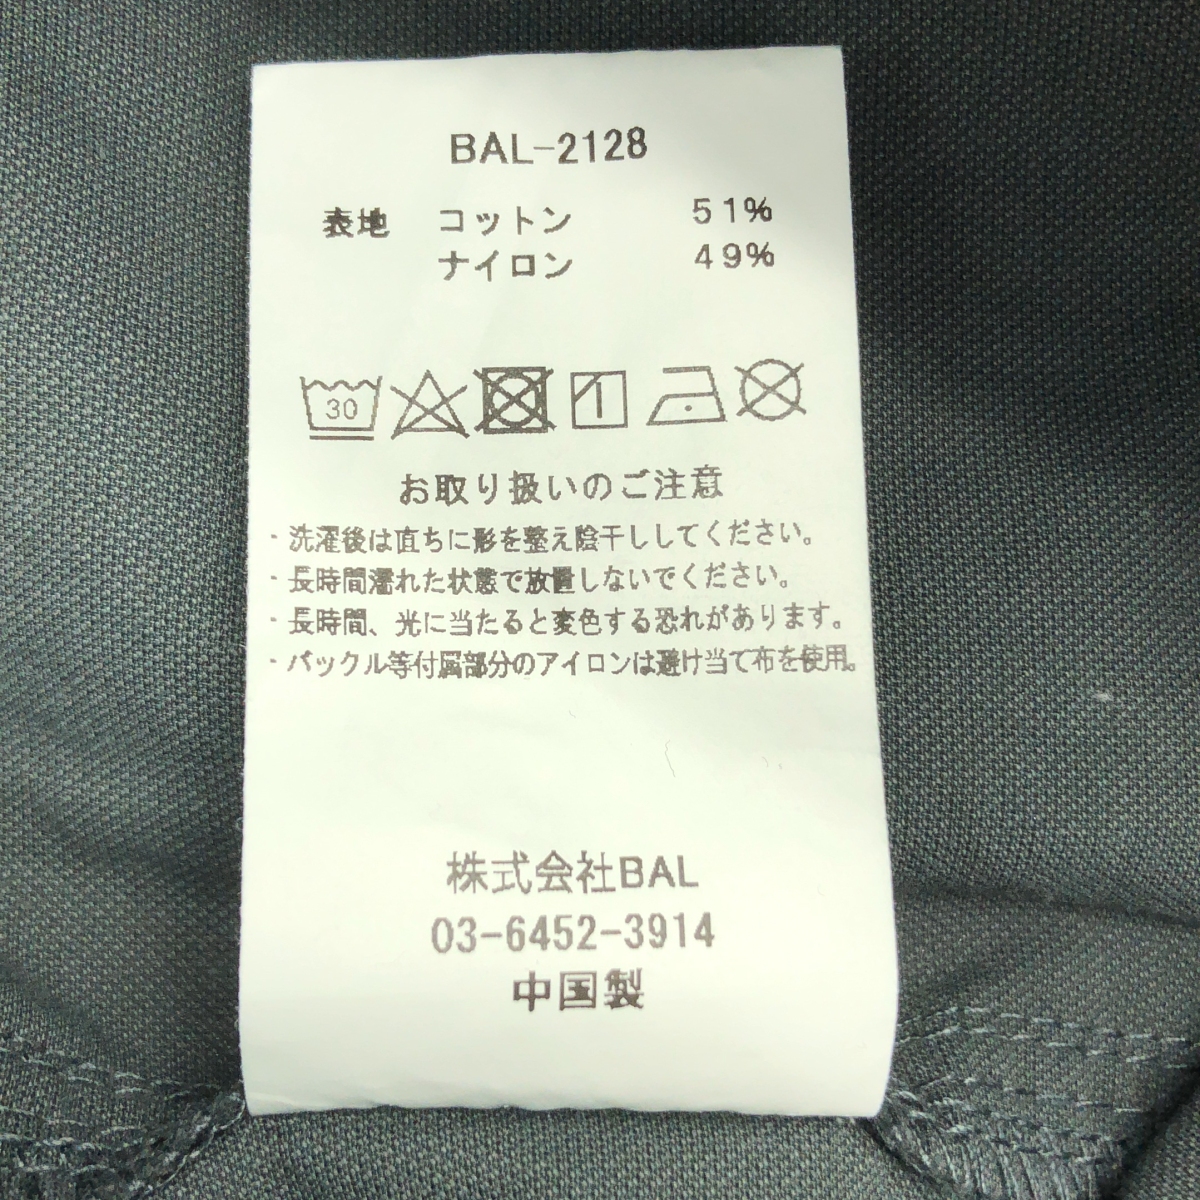 BAL-2128
表地 コットン 51%
ナイロン 49%
30
お取り扱いのご注意
・洗濯後は直ちに形を整え陰干ししてください。
・長時間濡れた状態で放置しないでください。
・長時間、光に当たると変色する恐れがあります。
・バックル等付属部分のアイロンは避け当て布を使用。
株式会社BAL
03-6452-3914
中国製